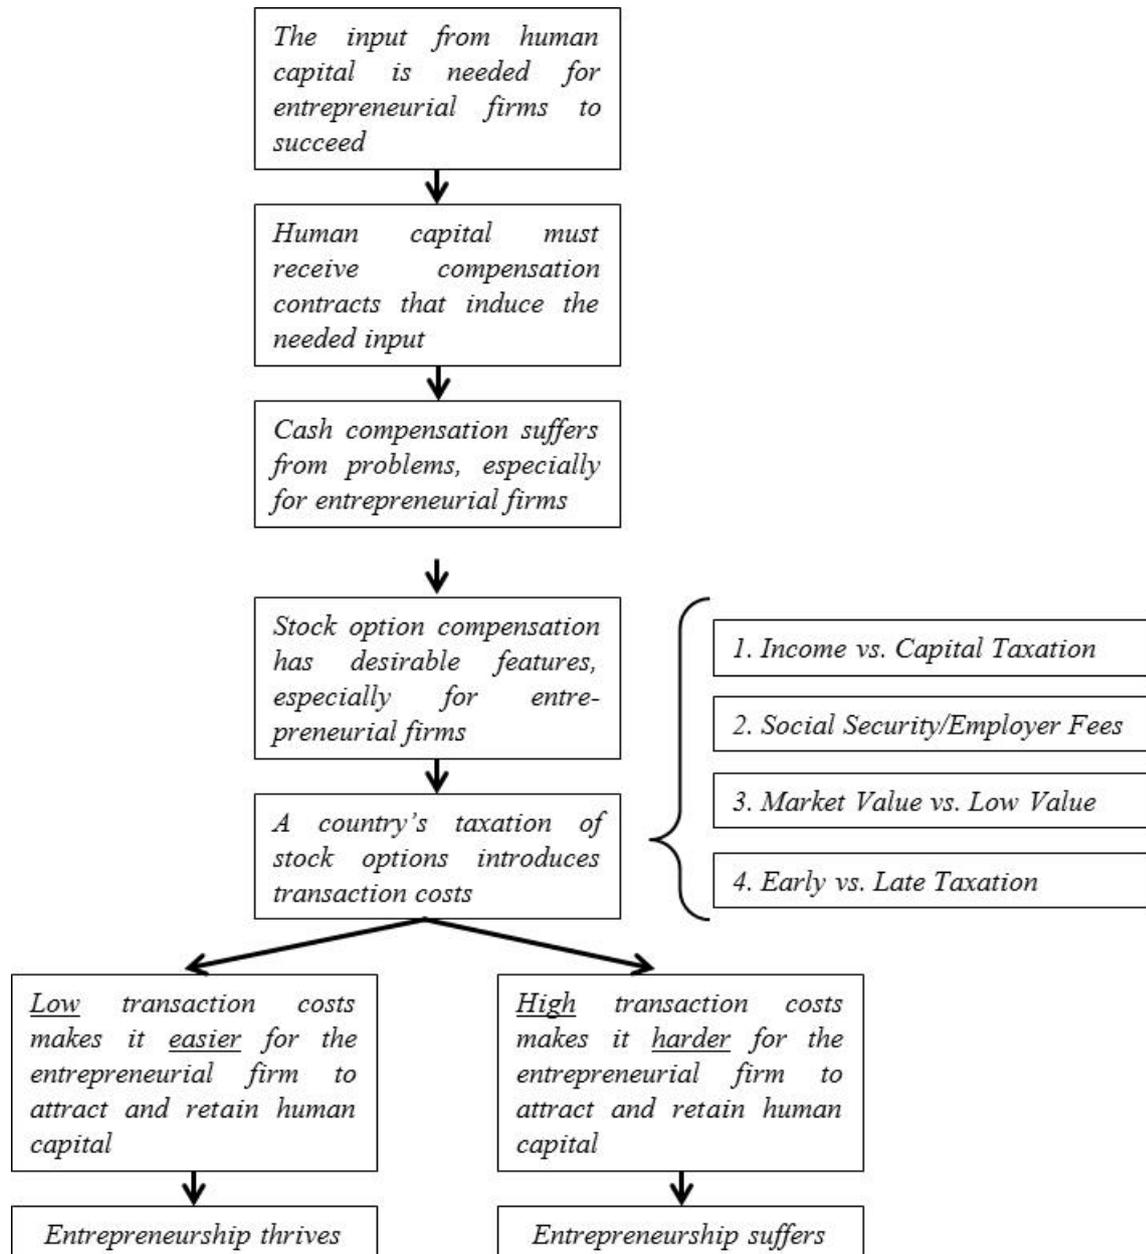 The input from human
capital is needed for
entrepreneurial firms to
succeed
Human capital must
receive compensation
contracts that induce the
needed input
Cash compensation suffers
from problems, especially
for entrepreneurial firms
Stock option compensation
has desirable features,
especially for entre-
preneurial firms
A country’s taxation of
stock options introduces
transaction costs
1. Income vs. Capital Taxation
2. Social Security/Employer Fees
3. Market Value vs. Low Value
4. Early vs. Late Taxation
Low transaction costs
makes it easier for the
entrepreneurial firm to
attract and retain human
capital
High transaction costs
makes it harder for the
entrepreneurial firm to
attract and retain human
capital
Entrepreneurship thrives
Entrepreneurship suffers